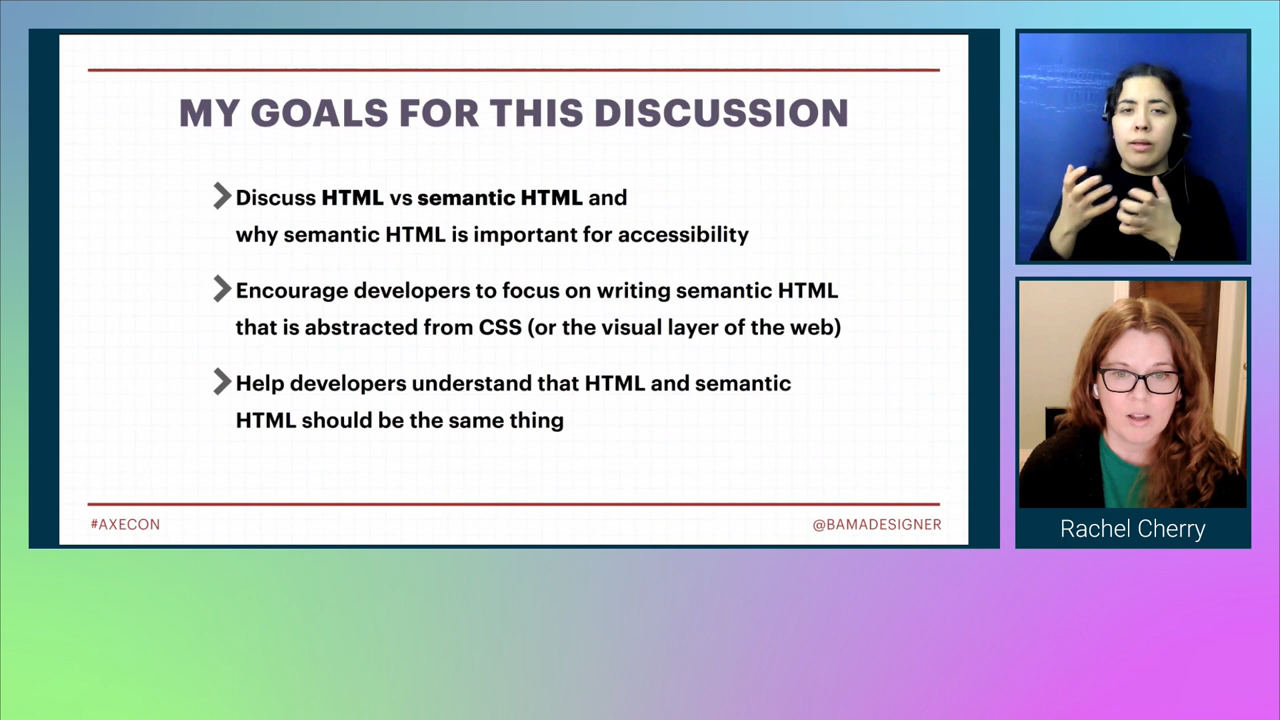 MY GOALS FOR THIS DISCUSSION
Discuss HTML vs semantic HTML and
why semantic HTML is important for accessibility
Encourage developers to focus on writing semantic HTML
that is abstracted from CSS (or the visual layer of the web)
Help developers understand that HTML and semantic
HTML should be the same thing
#AXECON
@BAMADESIGNER
Rachel Cherry